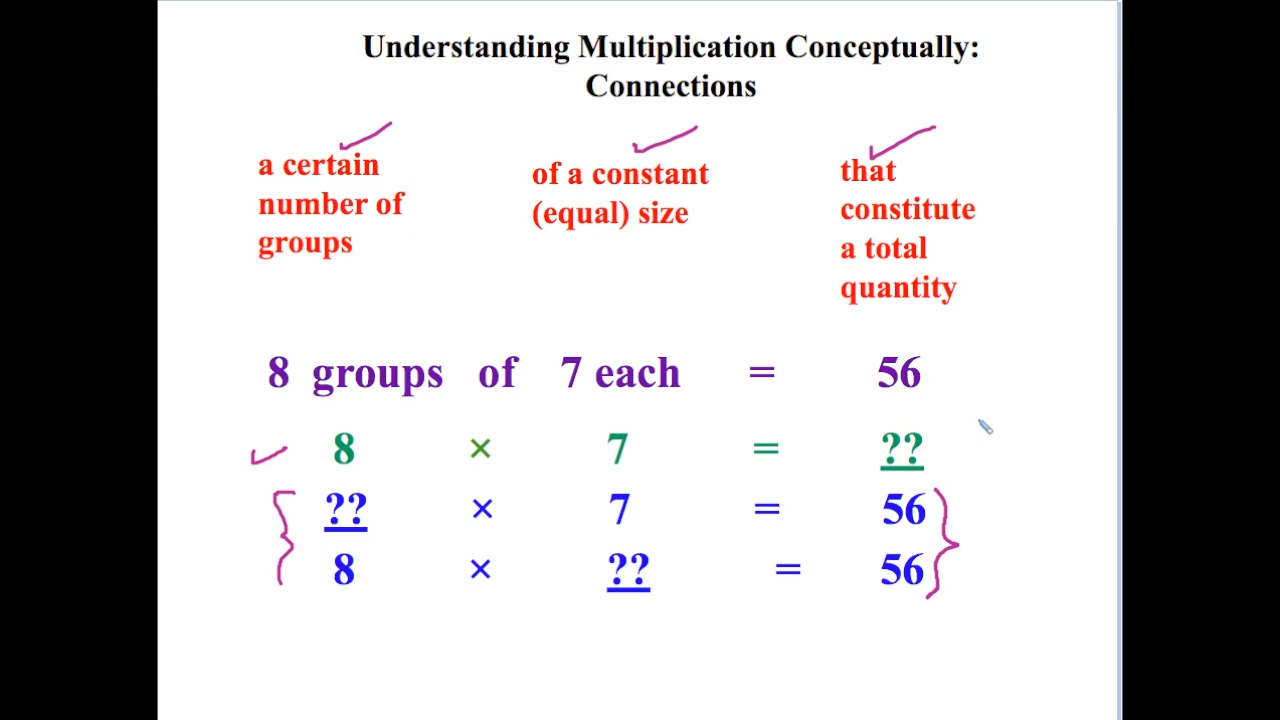 Understanding Multiplication Conceptually:
Connections
a certain
number of
groups
of a constant
(equal) size
that
constitute
a total
quantity
8 groups of 7 each = 56
8 × 7 = ??
?? × 7 = 56
8 × ?? = 56